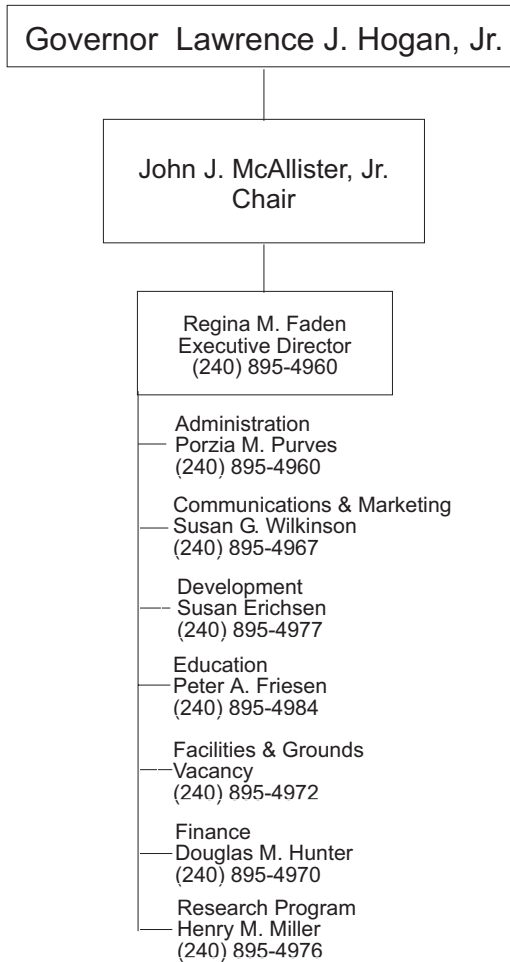 Governor Lawrence J. Hogan, Jr.
John J. McAllister, Jr.
Chair
Regina M. Faden
Executive Director
(240) 895-4960
Administration
Porzia M. Purves
(240) 895-4960
Communications & Marketing
Susan G. Wilkinson
(240) 895-4967
Development
Susan Erichsen
(240) 895-4977
Education
Peter A. Friesen
(240) 895-4984
Facilities & Grounds
Vacancy
(240) 895-4972
Finance
Douglas M. Hunter
(240) 895-4970
Research Program
Henry M. Miller
(240) 895-4976